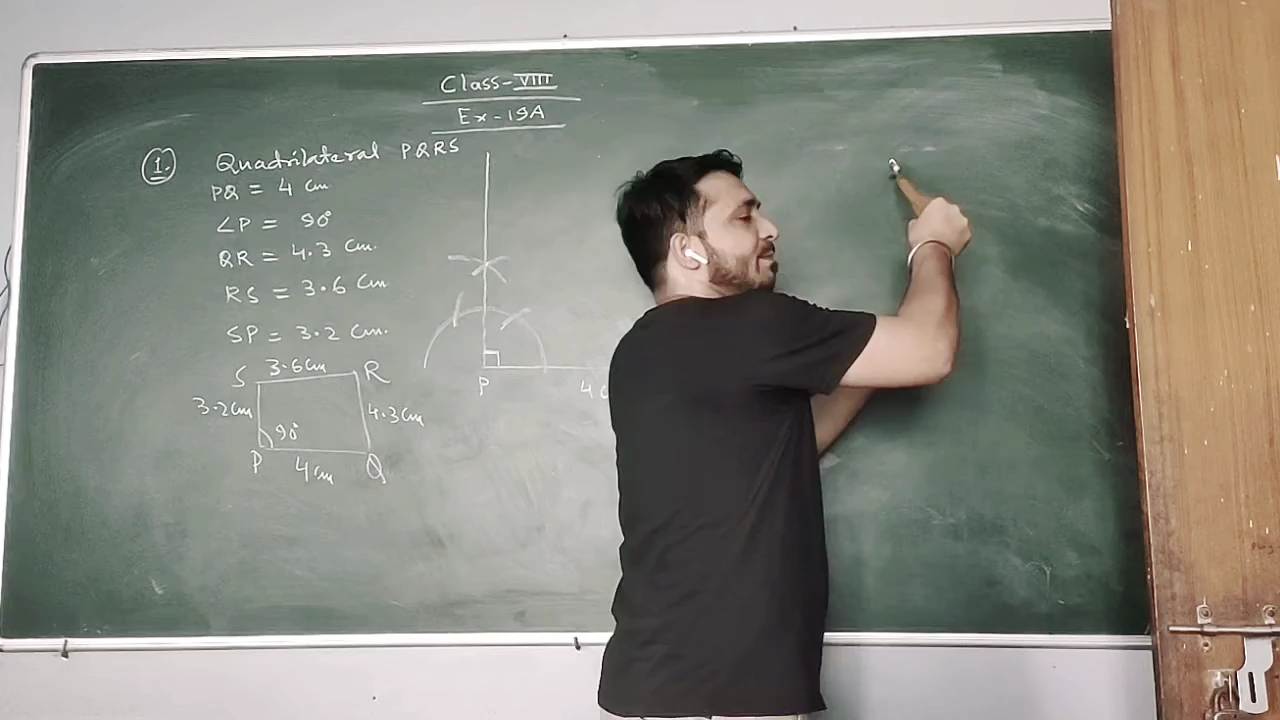 Class-VIII
Ex-19A
1. Quadrilateral PQRS
PQ = 4 cm
∠P = 90°
QR = 4.3 cm.
RS = 3.6 cm
SP = 3.2 cm.
S 3.6cm R
3.2cm 4.3cm
90°
P 4cm Q
P 4